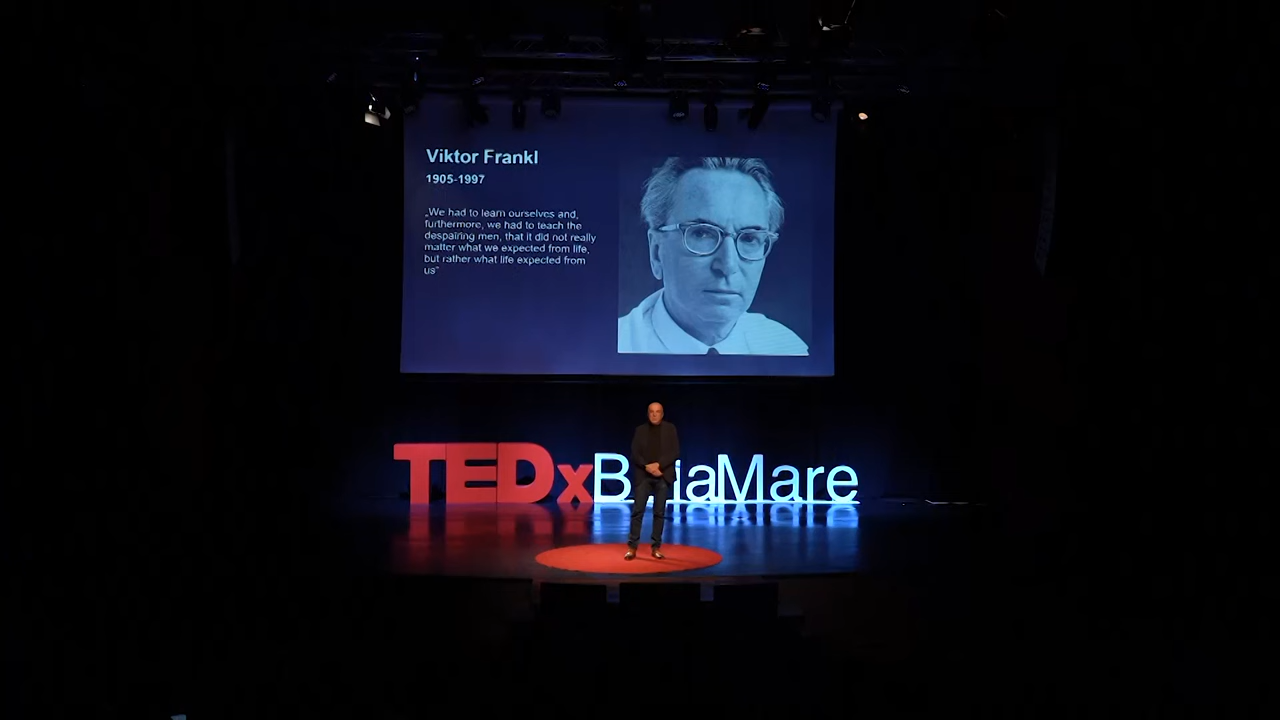 Viktor Frankl
1905-1997
„We had to learn ourselves and,
furthermore, we had to teach the
despairing men, that it did not really
matter what we expected from life,
but rather what life expected from
us”
TEDxBaiaMare